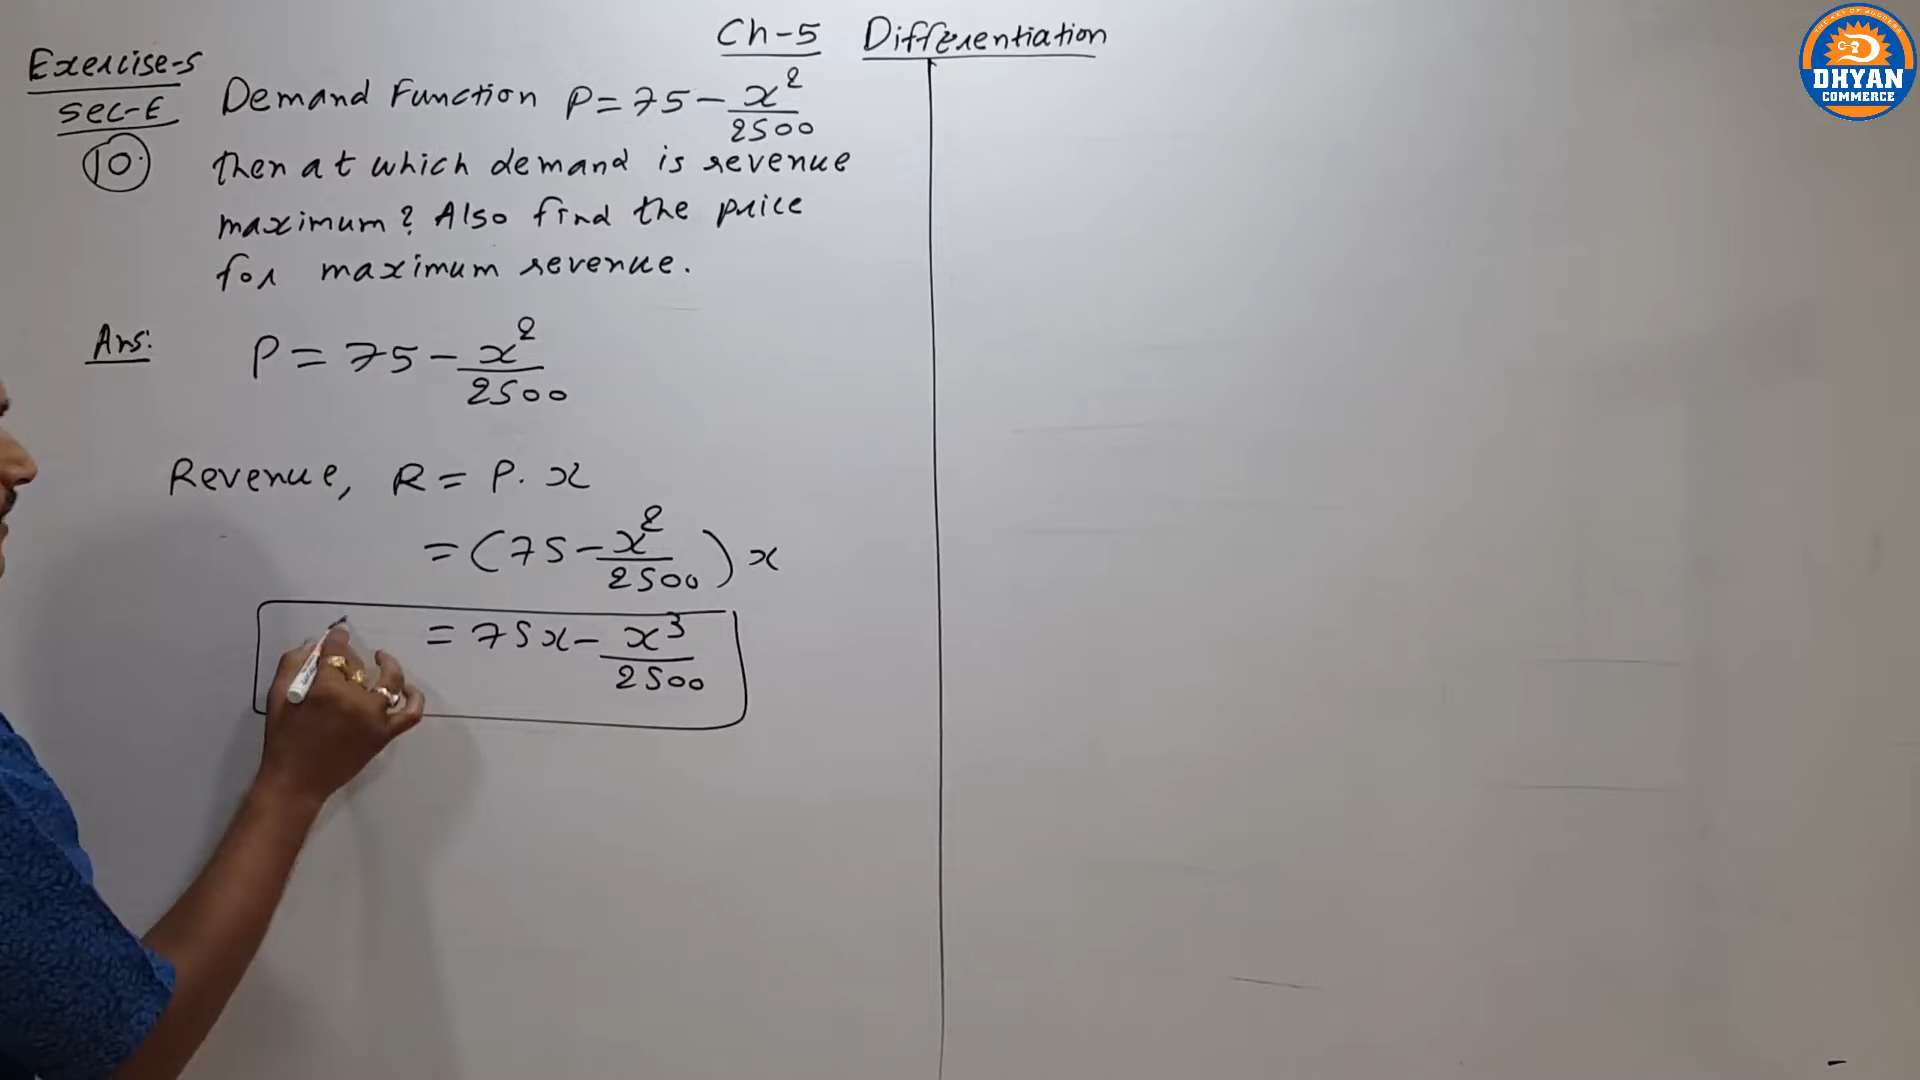 Ch-5 Differentiation
Exercise-5
Sec-E
10.
Demand Function P = 75 - x²/2500
then at which demand is revenue
maximum? Also find the price
for maximum revenue.
Ans:
P = 75 - x²/2500
Revenue, R = P. x
= (75 - x²/2500) x
= 75x - x³/2500
DHYAN
COMMERCE